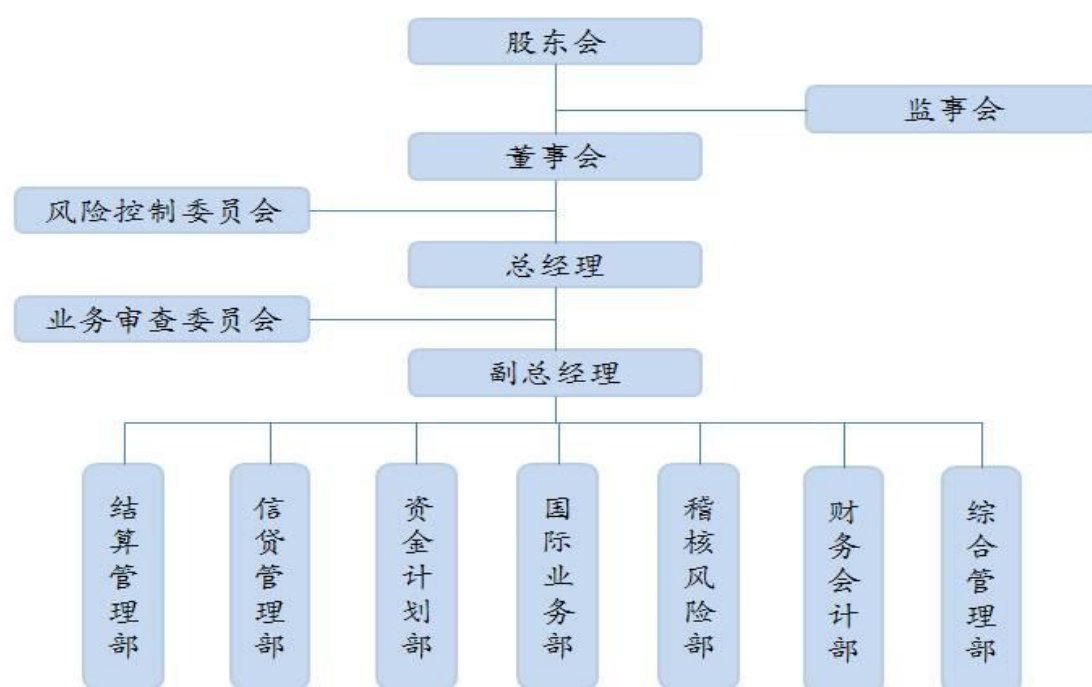 股东会
监事会
董事会
风险控制委员会
总经理
业务审查委员会
副总经理
结算管理部
信贷管理部
资金计划部
国际业务部
稽核风险部
财务会计部
综合管理部